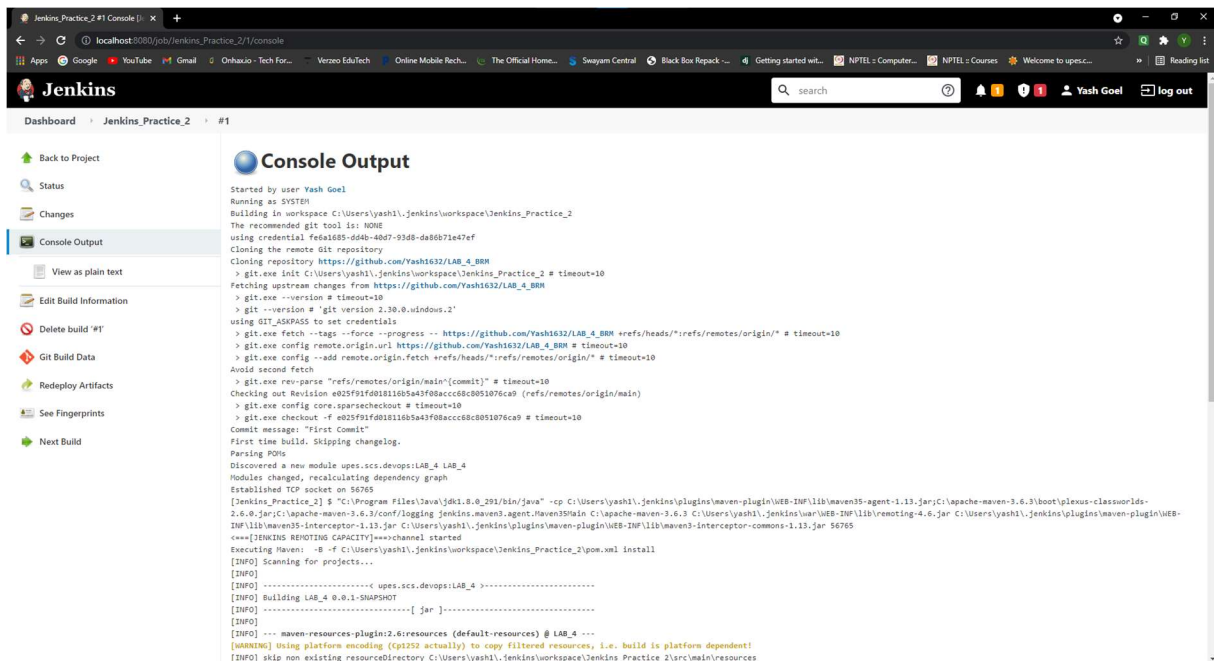 Jenkins_Practice_2 #1 Console [J
localhost:8080/job/Jenkins_Practice_2/1/console
Apps Google YouTube Gmail Onhax.io - Tech For... Verzeo EduTech Online Mobile Rech... The Official Home... Swayam Central Black Box Repack -... Getting started wit... NPTEL :: Computer... NPTEL :: Courses Welcome to upes.c... » Reading list
Jenkins search 1 1 Yash Goel log out
Dashboard Jenkins_Practice_2 #1
Back to Project
Status
Changes
Console Output
View as plain text
Edit Build Information
Delete build '#1'
Git Build Data
Redeploy Artifacts
See Fingerprints
Next Build
Console Output
Started by user Yash Goel
Running as SYSTEM
Building in workspace C:\Users\yash1\.jenkins\workspace\Jenkins_Practice_2
The recommended git tool is: NONE
using credential fe6a1685-dd4b-40d7-93d8-da86b71e47ef
Cloning the remote Git repository
Cloning repository https://github.com/Yash1632/LAB_4_BRM
> git.exe init C:\Users\yash1\.jenkins\workspace\Jenkins_Practice_2 # timeout=10
Fetching upstream changes from https://github.com/Yash1632/LAB_4_BRM
> git.exe --version # timeout=10
> git --version # 'git version 2.30.0.windows.2'
using GIT_ASKPASS to set credentials
> git.exe fetch --tags --force --progress -- https://github.com/Yash1632/LAB_4_BRM +refs/heads/*:refs/remotes/origin/* # timeout=10
> git.exe config remote.origin.url https://github.com/Yash1632/LAB_4_BRM # timeout=10
> git.exe config --add remote.origin.fetch +refs/heads/*:refs/remotes/origin/* # timeout=10
Avoid second fetch
> git.exe rev-parse "refs/remotes/origin/main^{commit}" # timeout=10
Checking out Revision e025f91fd018116b5a43f08accc68c8051076ca9 (refs/remotes/origin/main)
> git.exe config core.sparsecheckout # timeout=10
> git.exe checkout -f e025f91fd018116b5a43f08accc68c8051076ca9 # timeout=10
Commit message: "First Commit"
First time build. Skipping changelog.
Parsing POMs
Discovered a new module upes.scs.devops:LAB_4 LAB_4
Modules changed, recalculating dependency graph
Established TCP socket on 56765
[Jenkins_Practice_2] $ "C:\Program Files\Java\jdk1.8.0_291/bin/java" -cp C:\Users\yash1\.jenkins\plugins\maven-plugin\WEB-INF\lib\maven35-agent-1.13.jar;C:\apache-maven-3.6.3\boot\plexus-classworlds-
2.6.0.jar;C:\apache-maven-3.6.3/conf/logging jenkins.maven3.agent.Maven35Main C:\apache-maven-3.6.3 C:\Users\yash1\.jenkins\war\WEB-INF\lib\remoting-4.6.jar C:\Users\yash1\.jenkins\plugins\maven-plugin\WEB-
INF\lib\maven35-interceptor-1.13.jar C:\Users\yash1\.jenkins\plugins\maven-plugin\WEB-INF\lib\maven3-interceptor-commons-1.13.jar 56765
<===[JENKINS REMOTING CAPACITY]===>channel started
Executing Maven: -B -f C:\Users\yash1\.jenkins\workspace\Jenkins_Practice_2\pom.xml install
[INFO] Scanning for projects...
[INFO]
[INFO] -----------------------< upes.scs.devops:LAB_4 >------------------------
[INFO] Building LAB_4 0.0.1-SNAPSHOT
[INFO] --------------------------------[ jar ]---------------------------------
[INFO]
[INFO] --- maven-resources-plugin:2.6:resources (default-resources) @ LAB_4 ---
[WARNING] Using platform encoding (Cp1252 actually) to copy filtered resources, i.e. build is platform dependent!
[INFO] skip non existing resourceDirectory C:\Users\yash1\.jenkins\workspace\Jenkins_Practice_2\src\main\resources